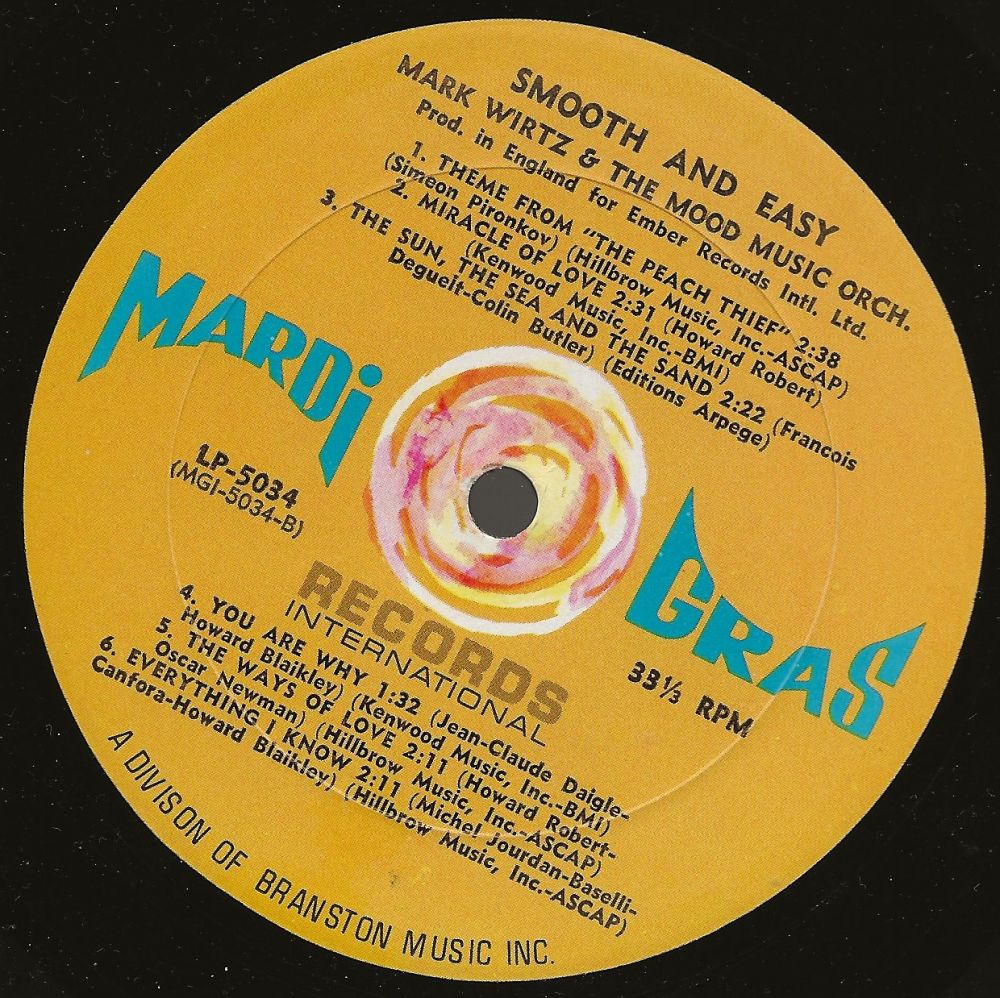 SMOOTH AND EASY
MARK WIRTZ & THE MOOD MUSIC ORCH.
Prod. in England for Ember Records Intl. Ltd.
1. THEME FROM "THE PEACH THIEF" 2:38
(Simeon Pironkov) (Hillbrow Music, Inc.-ASCAP)
2. MIRACLE OF LOVE 2:31 (Howard Robert)
(Kenwood Music, Inc.-BMI)
3. THE SUN, THE SEA AND THE SAND 2:22 (Francois
Deguelt-Colin Butler) (Editions Arpege)
MARDi
GRAS
LP-5034
(MGI-5034-B)
RECORDS
INTERNATIONAL
33⅓ RPM
4. YOU ARE WHY 1:32 (Jean-Claude Daigle-
Howard Blaikley) (Kenwood Music, Inc.-BMI)
5. THE WAYS OF LOVE 2:11 (Howard Robert-
Oscar Newman) (Hillbrow Music, Inc.-ASCAP)
6. EVERYTHING I KNOW 2:11 (Michel Jourdan-Baselli-
Canfora-Howard Blaikley) (Hillbrow Music, Inc.-ASCAP)
A DIVISON OF BRANSTON MUSIC INC.